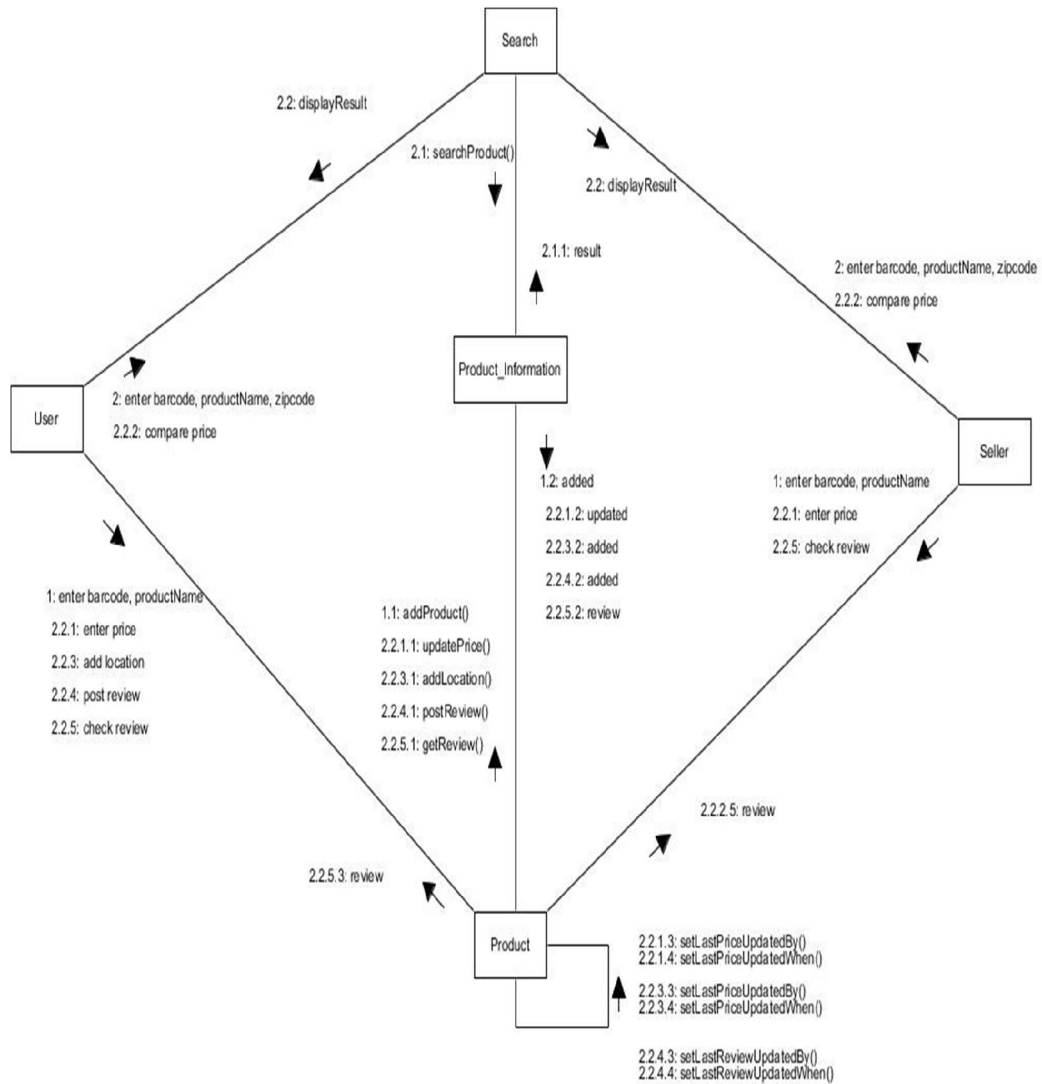 Search
2.2: displayResult
2.1: searchProduct()
2.2: displayResult
2.1.1: result
2: enter barcode, productName, zipcode
2.2.2: compare price
Product_Information
User
2: enter barcode, productName, zipcode
2.2.2: compare price
Seller
1.2: added
2.2.1.2: updated
2.2.3.2: added
2.2.4.2: added
2.2.5.2: review
1: enter barcode, productName
2.2.1: enter price
2.2.5: check review
1: enter barcode, productName
2.2.1: enter price
2.2.3: add location
2.2.4: post review
2.2.5: check review
1.1: addProduct()
2.2.1.1: updatePrice()
2.2.3.1: addLocation()
2.2.4.1: postReview()
2.2.5.1: getReview()
2.2.2.5: review
2.2.5.3: review
Product
2.2.1.3: setLastPriceUpdatedBy()
2.2.1.4: setLastPriceUpdatedWhen()
2.2.3.3: setLastPriceUpdatedBy()
2.2.3.4: setLastPriceUpdatedWhen()
2.2.4.3: setLastReviewUpdatedBy()
2.2.4.4: setLastReviewUpdatedWhen()